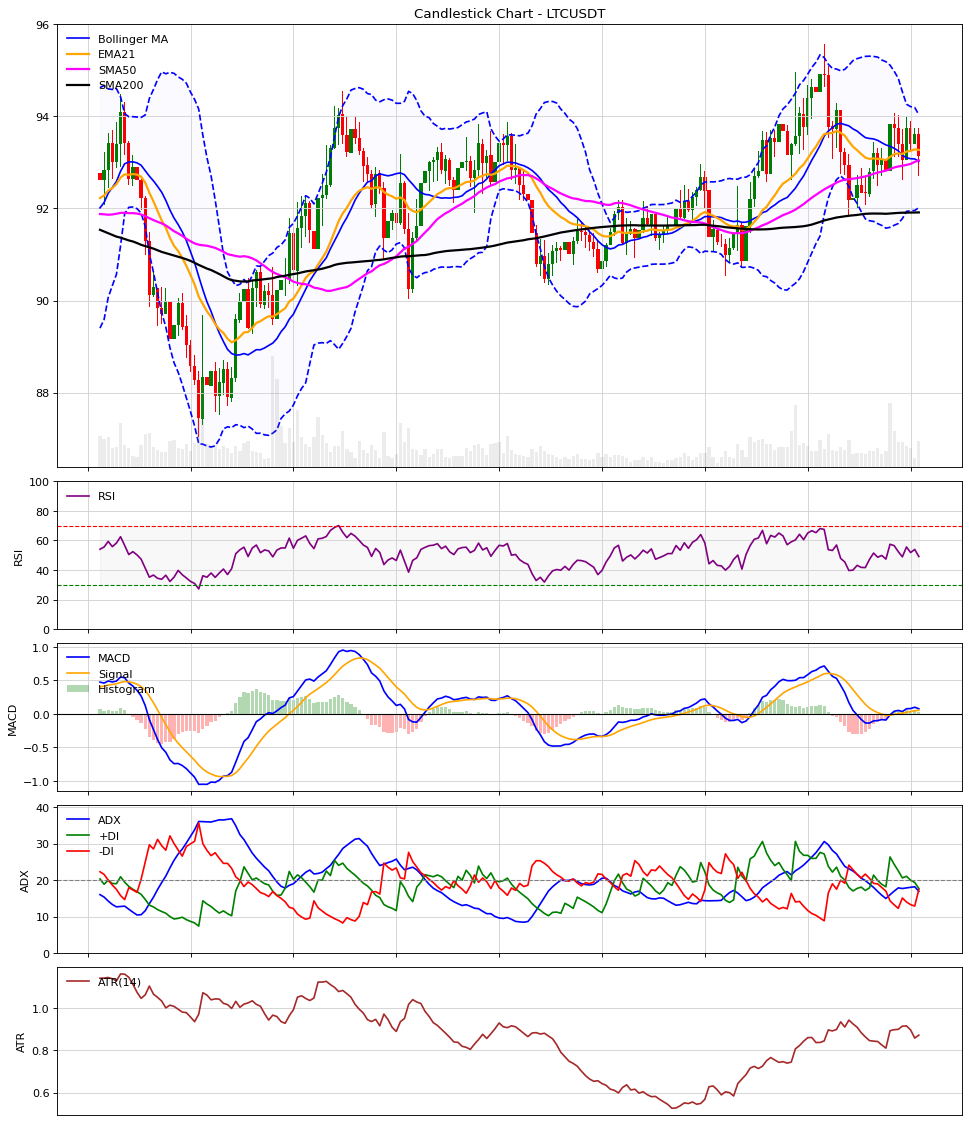 Candlestick Chart - LTCUSDT
96
94
92
90
88
Bollinger MA
EMA21
SMA50
SMA200
100
80
60
40
20
0
RSI
RSI
1.0
0.5
0.0
−0.5
−1.0
MACD
MACD
Signal
Histogram
40
30
20
10
0
ADX
ADX
+DI
-DI
1.0
0.8
0.6
ATR
ATR(14)